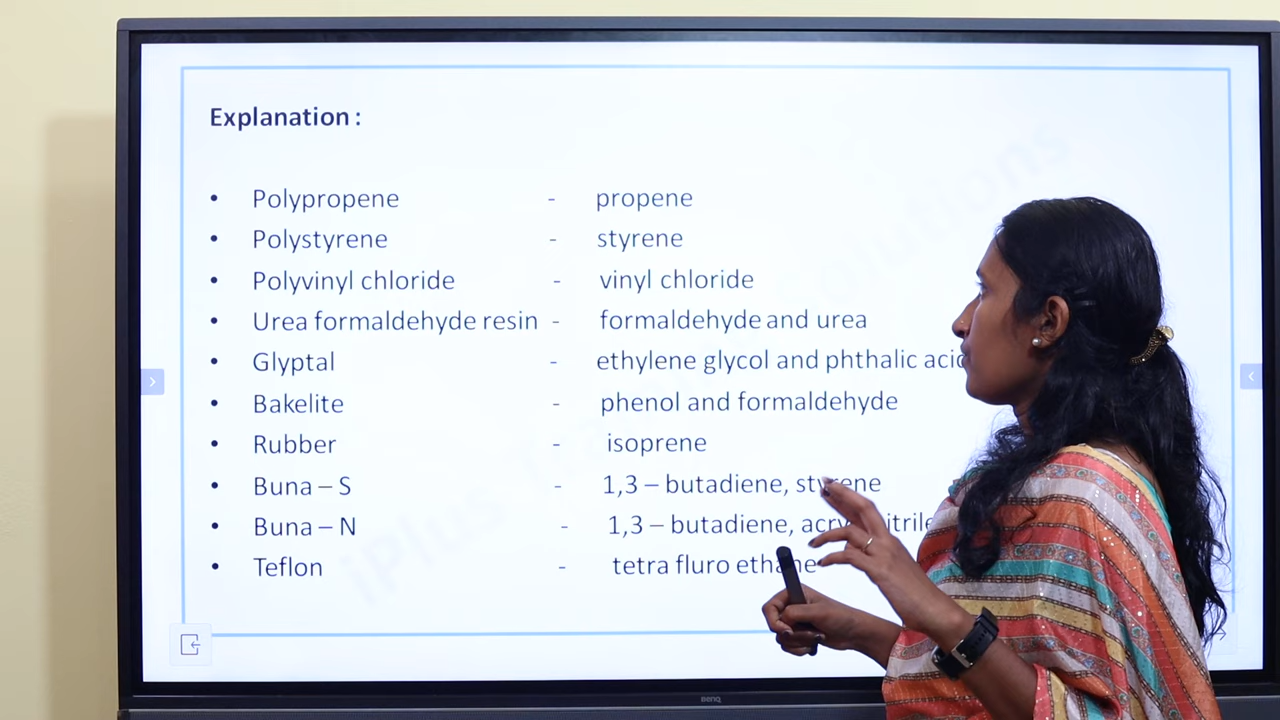 Explanation :
• Polypropene - propene
• Polystyrene - styrene
• Polyvinyl chloride - vinyl chloride
• Urea formaldehyde resin - formaldehyde and urea
• Glyptal - ethylene glycol and phthalic acid
• Bakelite - phenol and formaldehyde
• Rubber - isoprene
• Buna – S - 1,3 – butadiene, styrene
• Buna – N - 1,3 – butadiene, acrylonitrile
• Teflon - tetra fluro ethane
BenQ